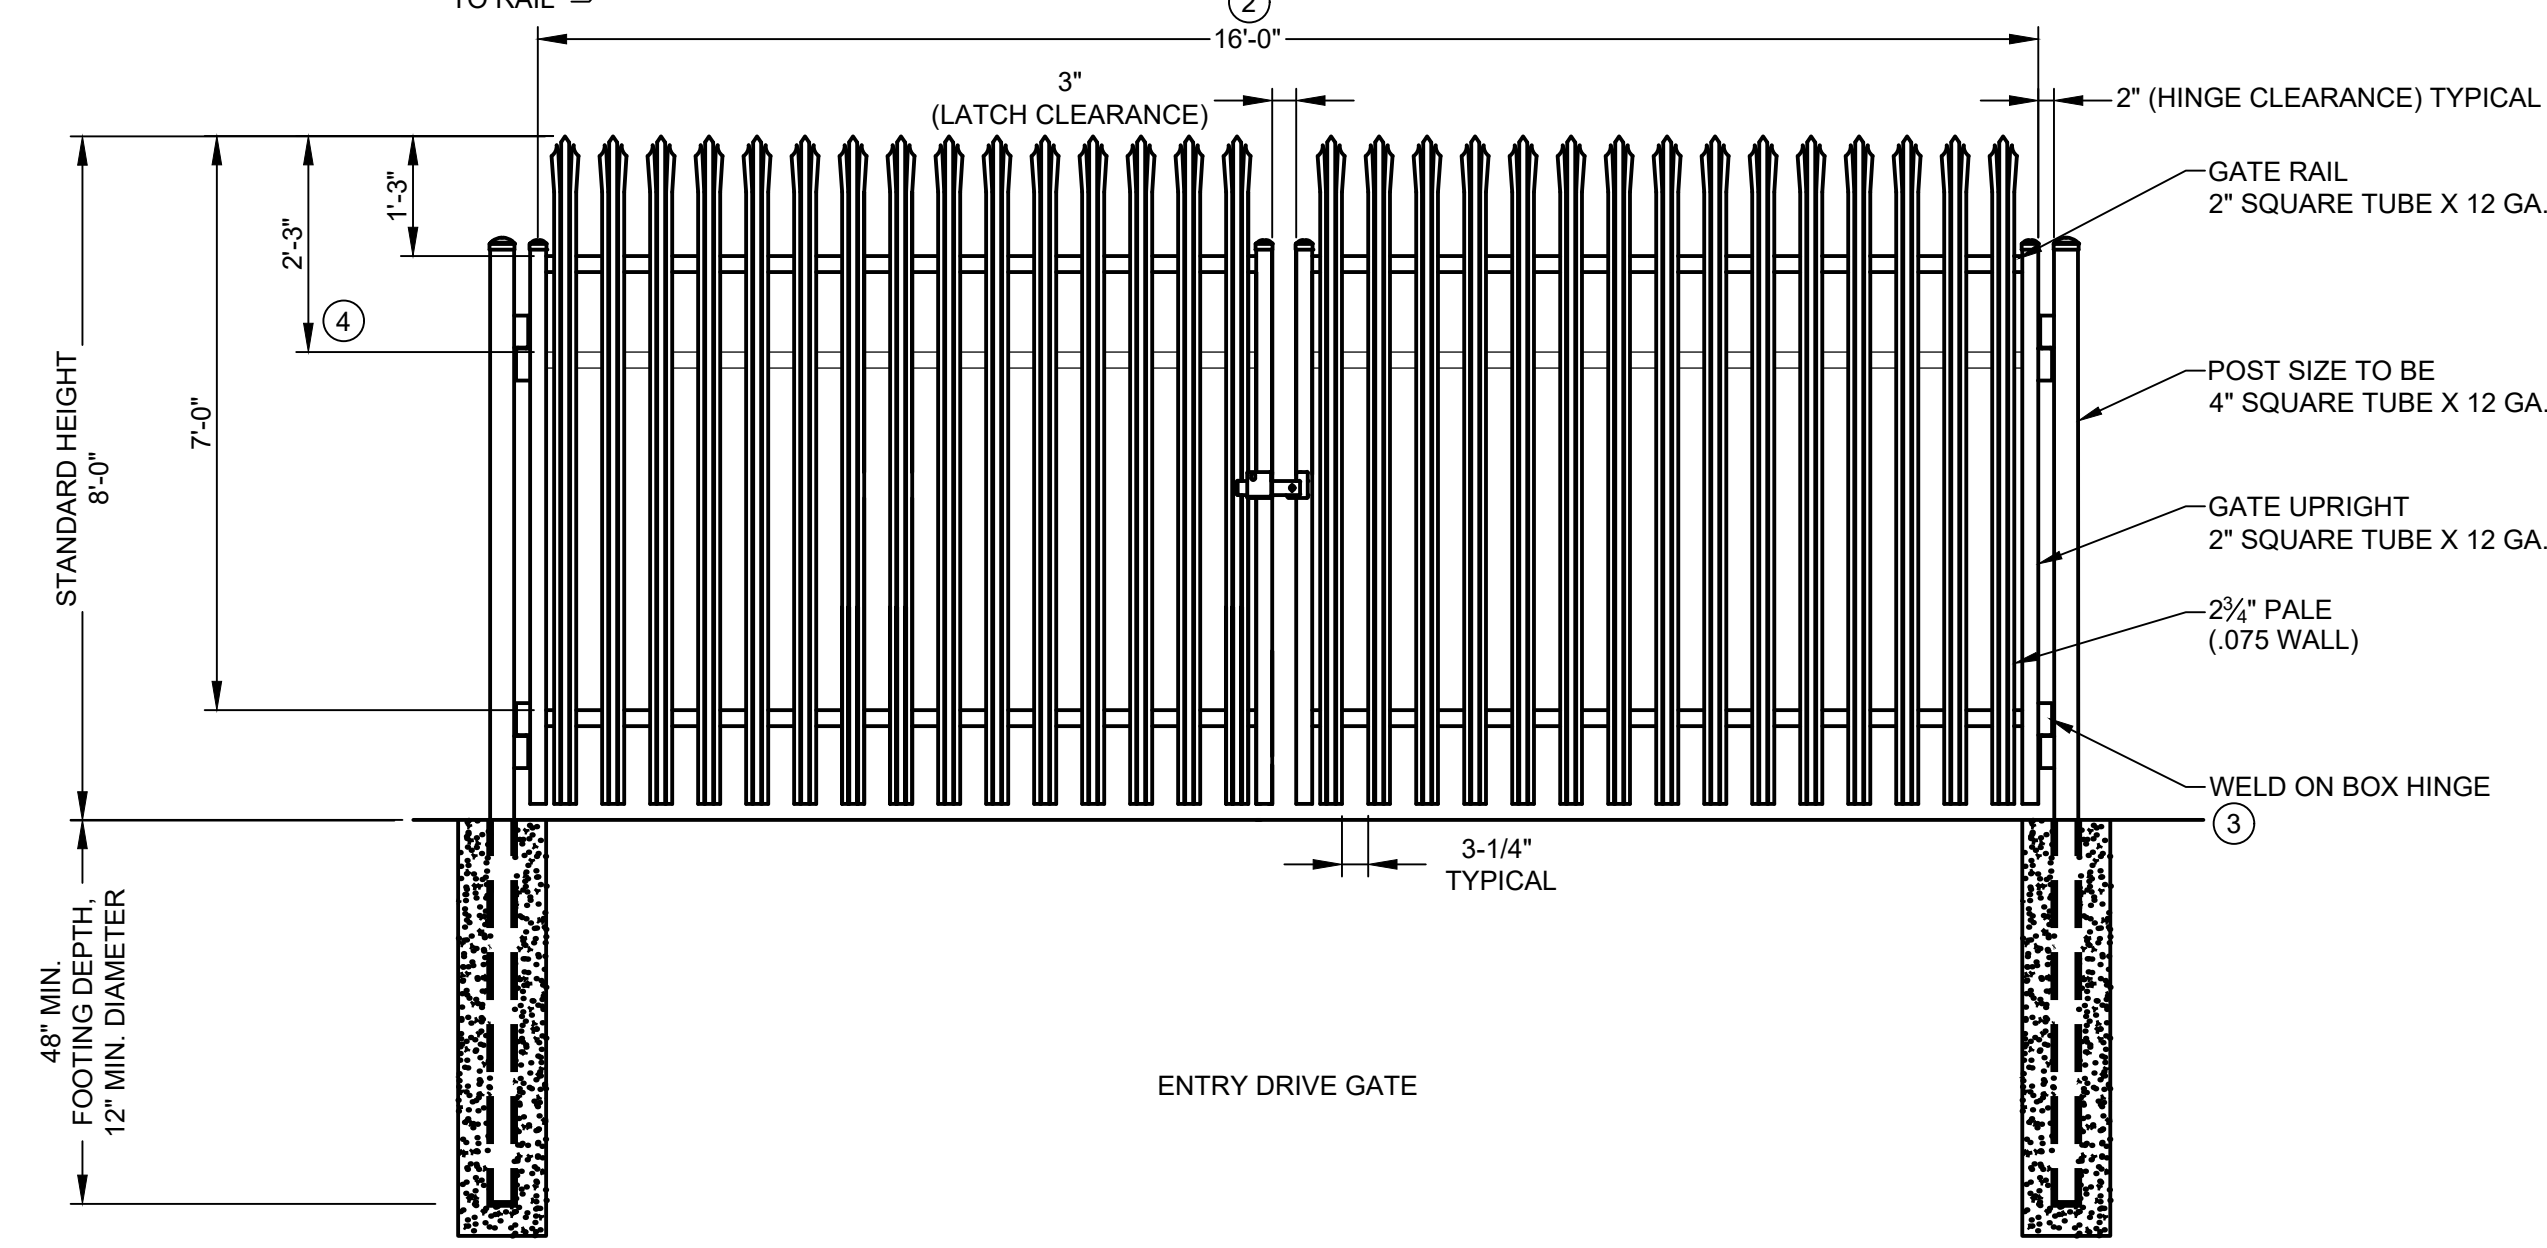 TO RAIL
2
16'-0"
3"
(LATCH CLEARANCE)
2" (HINGE CLEARANCE) TYPICAL
1'-3"
2'-3"
4
7'-0"
STANDARD HEIGHT
8'-0"
GATE RAIL
2" SQUARE TUBE X 12 GA.
POST SIZE TO BE
4" SQUARE TUBE X 12 GA.
GATE UPRIGHT
2" SQUARE TUBE X 12 GA.
2¾" PALE
(.075 WALL)
WELD ON BOX HINGE
3
3-1/4"
TYPICAL
48" MIN.
FOOTING DEPTH,
12" MIN. DIAMETER
ENTRY DRIVE GATE